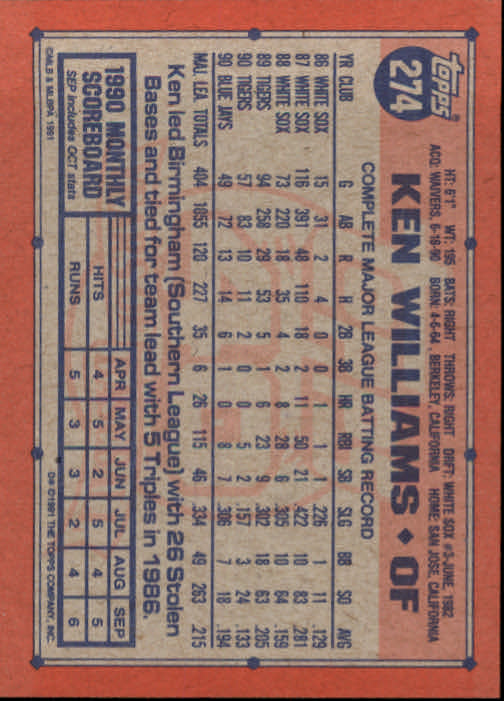 topps®
274
HT: 6'1" WT: 195 BATS: RIGHT THROWS: RIGHT DRFT: WHITE SOX #3-JUNE, 1982
ACQ: WAIVERS, 6-18-90 BORN: 4-6-64, BERKELEY, CALIFORNIA HOME: SAN JOSE, CALIFORNIA
KEN WILLIAMS ♦ OF
COMPLETE MAJOR LEAGUE BATTING RECORD
YR CLUB G AB R H 2B 3B HR RBI SB SLG BB SO AVG
86 WHITE SOX 15 31 2 4 0 0 1 1 1 .226 1 11 .129
87 WHITE SOX 116 391 48 110 18 2 11 50 21 .422 10 83 .281
88 WHITE SOX 73 220 18 35 4 2 8 28 6 .305 10 64 .159
89 TIGERS 94 258 29 53 5 1 6 23 9 .302 18 63 .205
90 TIGERS 57 83 10 11 2 0 0 5 2 .157 3 24 .133
90 BLUE JAYS 49 72 13 14 6 1 0 8 7 .306 7 18 .194
MAJ. LEA. TOTALS 404 1055 120 227 35 6 26 115 46 .334 49 263 .215
Ken led Birmingham (Southern League) with 26 Stolen
Bases and tied for team lead with 5 Triples in 1986.
1990 MONTHLY
SCOREBOARD
SEP includes OCT stats
APR MAY JUN JUL AUG SEP
HITS 4 5 2 5 4 5
RUNS 5 3 3 2 4 6
©MLB & MLBPA 1991
D* ©1991 THE TOPPS COMPANY, INC.